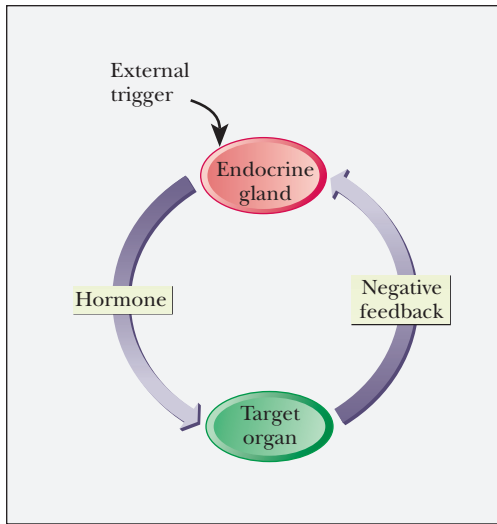 External
trigger
Endocrine
gland
Hormone
Negative
feedback
Target
organ